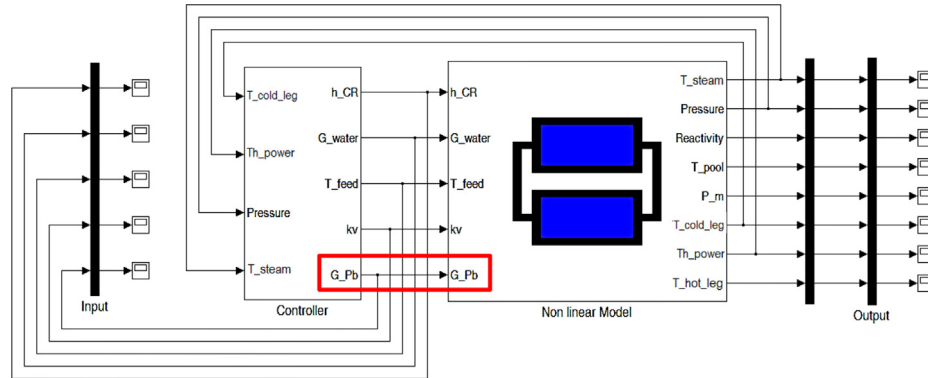 T_cold_leg
Th_power
Pressure
T_steam
h_CR
G_water
T_feed
kv
G_Pb
Controller
h_CR
G_water
T_feed
kv
G_Pb
T_steam
Pressure
Reactivity
T_pool
P_m
T_cold_leg
Th_power
T_hot_leg
Non linear Model
Input
Output